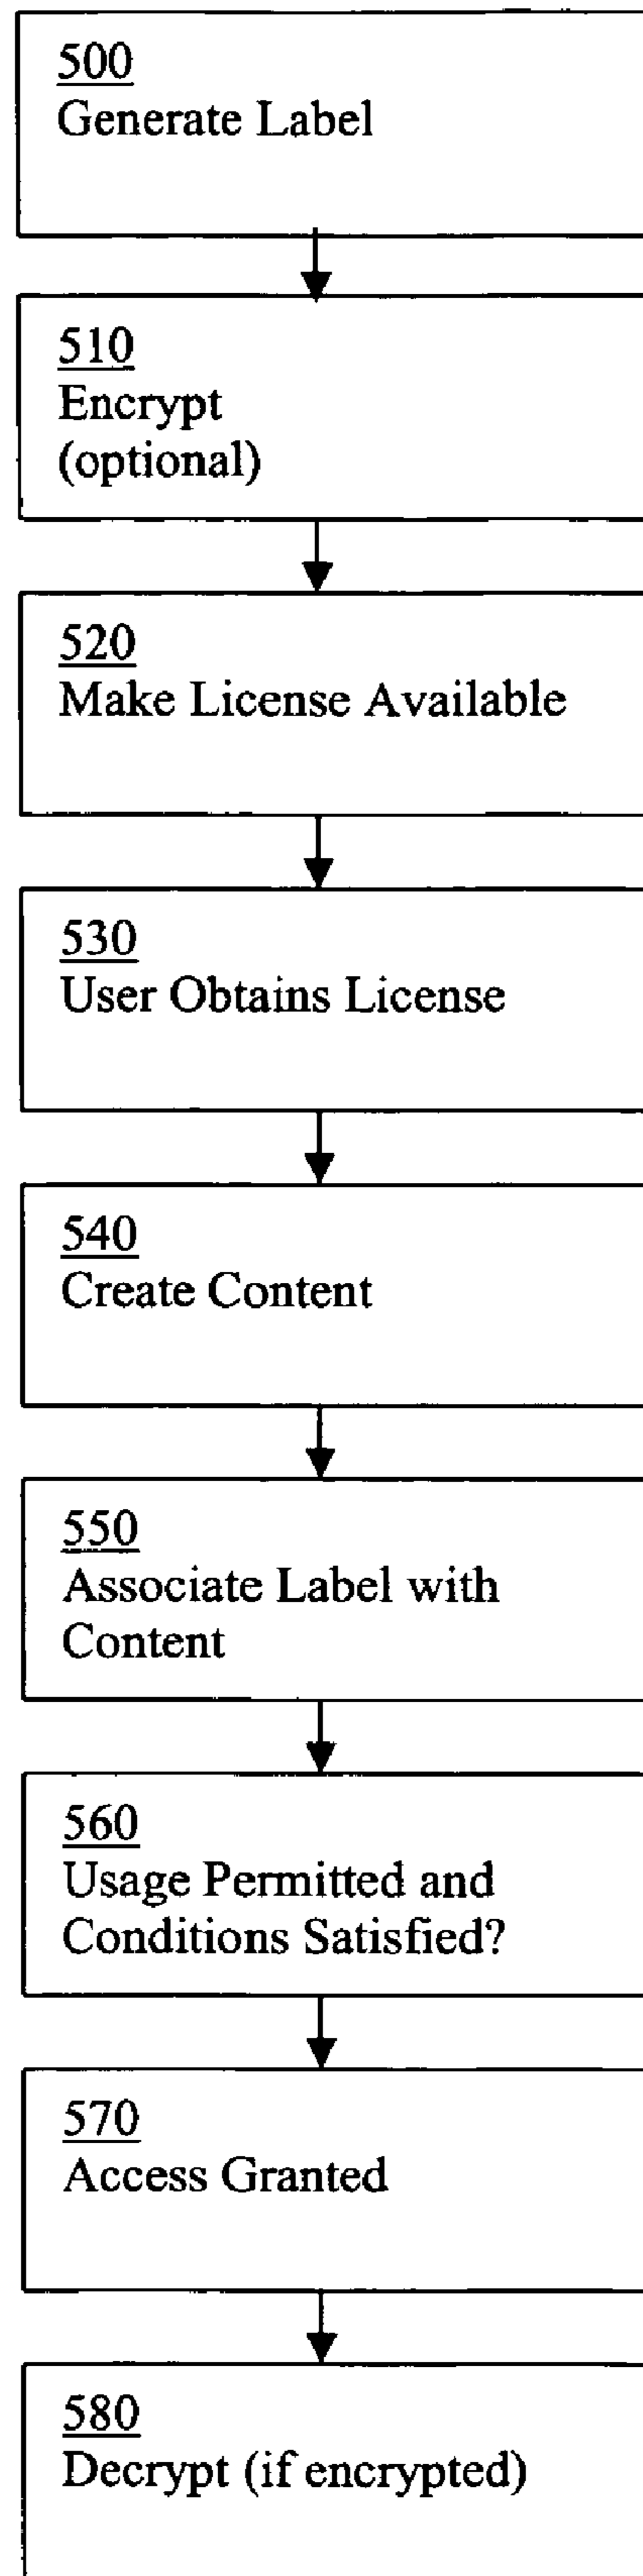 500
Generate Label
510
Encrypt
(optional)
520
Make License Available
530
User Obtains License
540
Create Content
550
Associate Label with
Content
560
Usage Permitted and
Conditions Satisfied?
570
Access Granted
580
Decrypt (if encrypted)